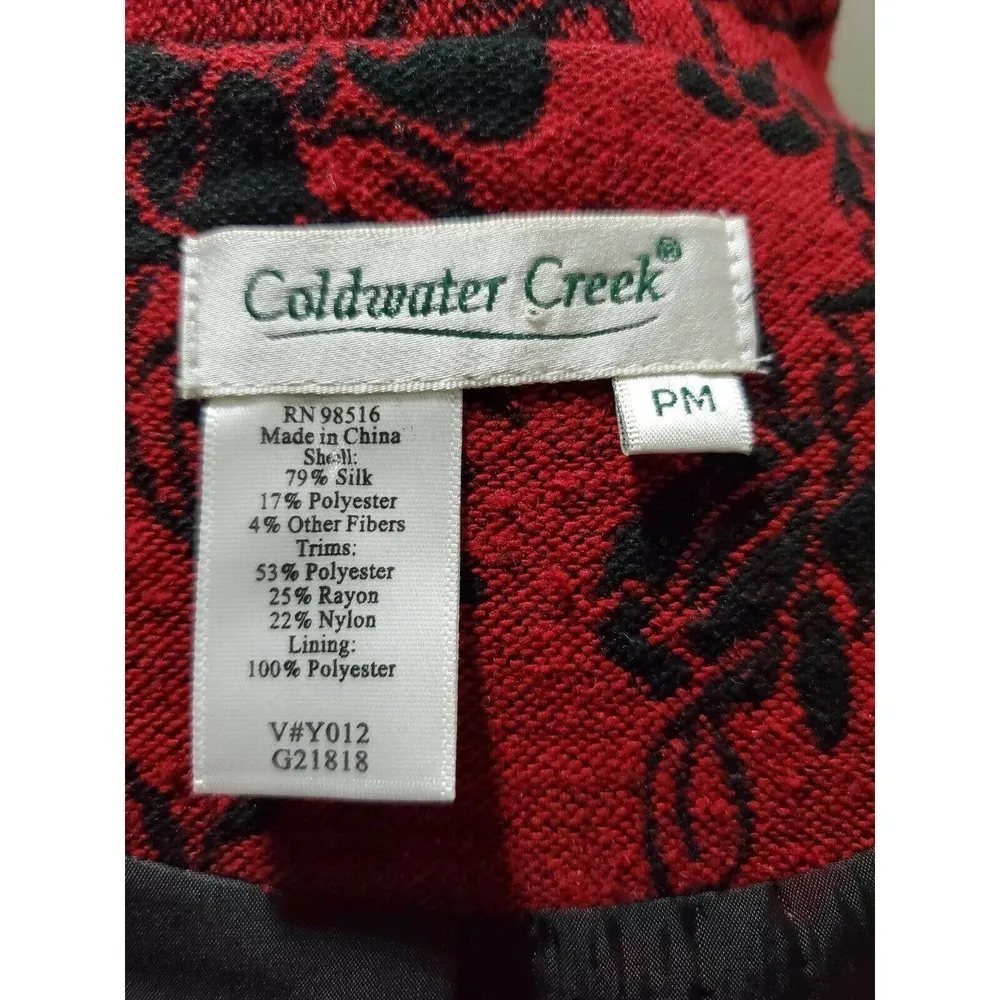 Coldwater Creek®
PM
RN 98516
Made in China
Shell:
79% Silk
17% Polyester
4% Other Fibers
Trims:
53% Polyester
25% Rayon
22% Nylon
Lining:
100% Polyester
V#Y012
G21818